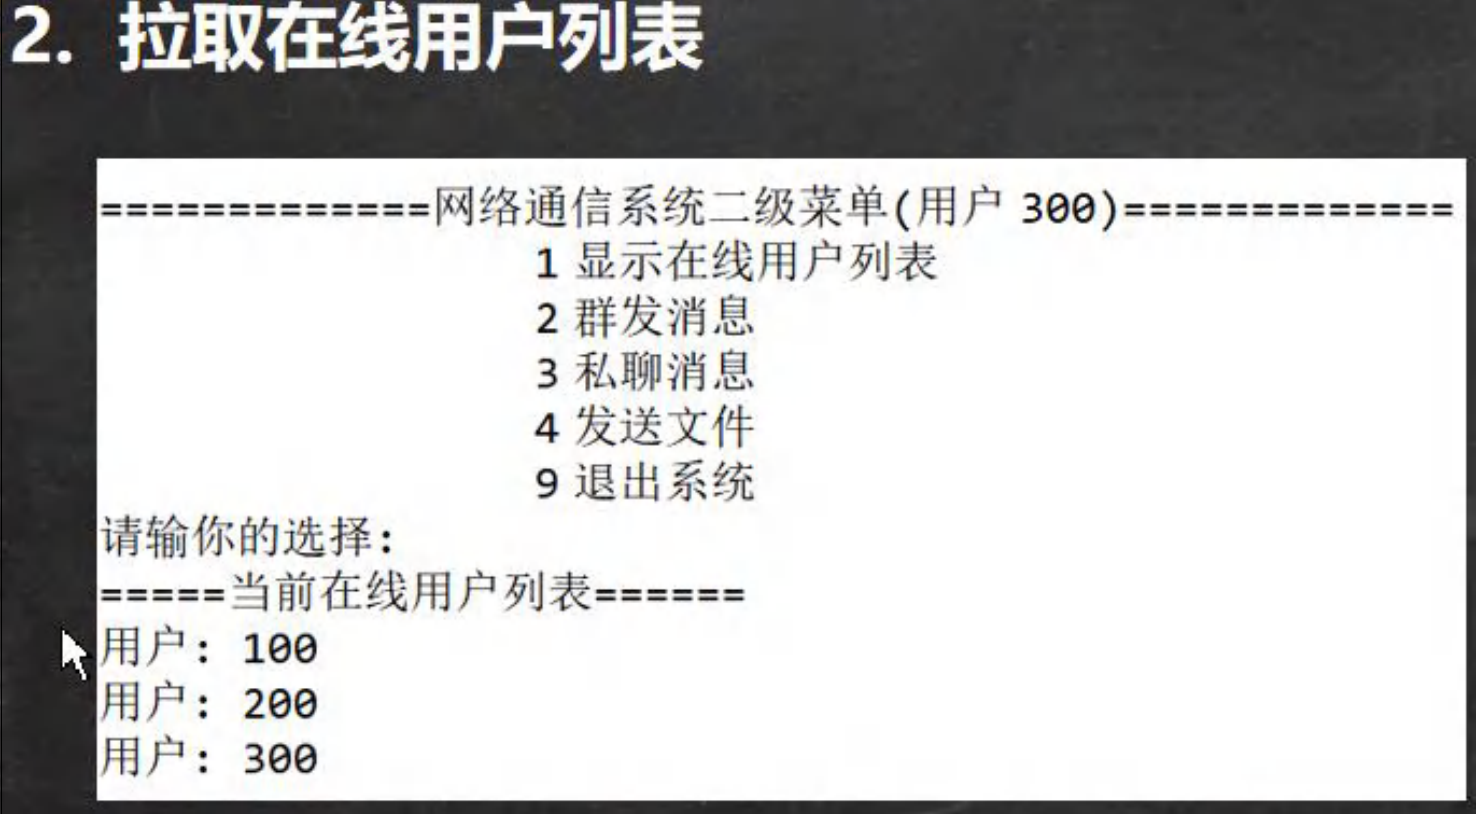 2. 拉取在线用户列表
=============网络通信系统二级菜单(用户 300)=============
1 显示在线用户列表
2 群发消息
3 私聊消息
4 发送文件
9 退出系统
请输你的选择:
=====当前在线用户列表======
用户: 100
用户: 200
用户: 300